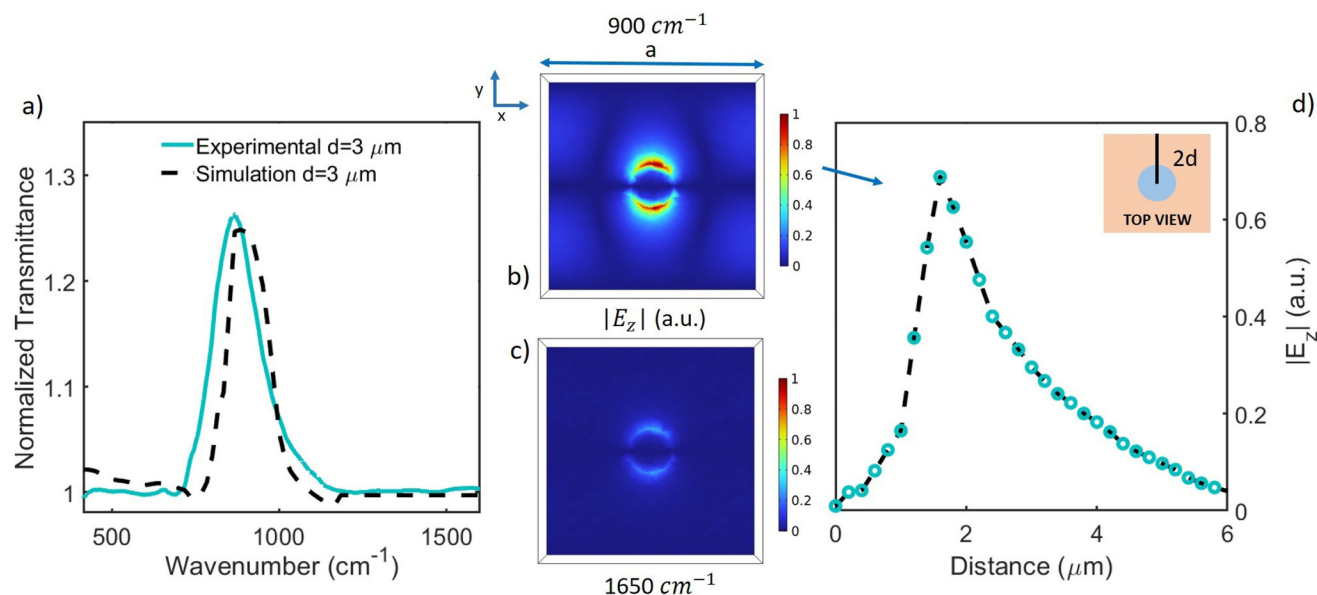 900 cm⁻¹
a
y
x
a)
Experimental d=3 μm
Simulation d=3 μm
1.3
1.2
1.1
1
Normalized Transmittance
500
1000
1500
Wavenumber (cm⁻¹)
b)
1
0.8
0.6
0.4
0.2
0
|E_z| (a.u.)
c)
1
0.8
0.6
0.4
0.2
0
1650 cm⁻¹
d)
2d
TOP VIEW
0.8
0.6
0.4
0.2
0
|E_z| (a.u.)
0
2
4
6
Distance (μm)